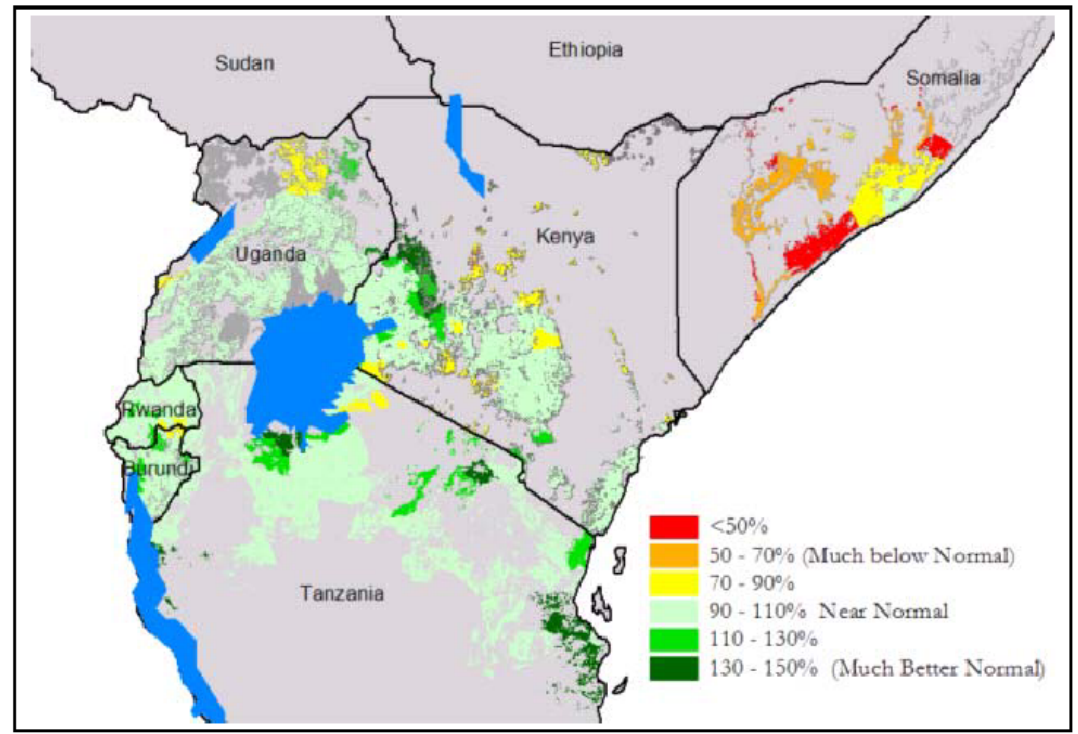 Sudan
Ethiopia
Somalia
Uganda
Kenya
Rwanda
Burundi
Tanzania
<50%
50 - 70% (Much below Normal)
70 - 90%
90 - 110% Near Normal
110 - 130%
130 - 150% (Much Better Normal)